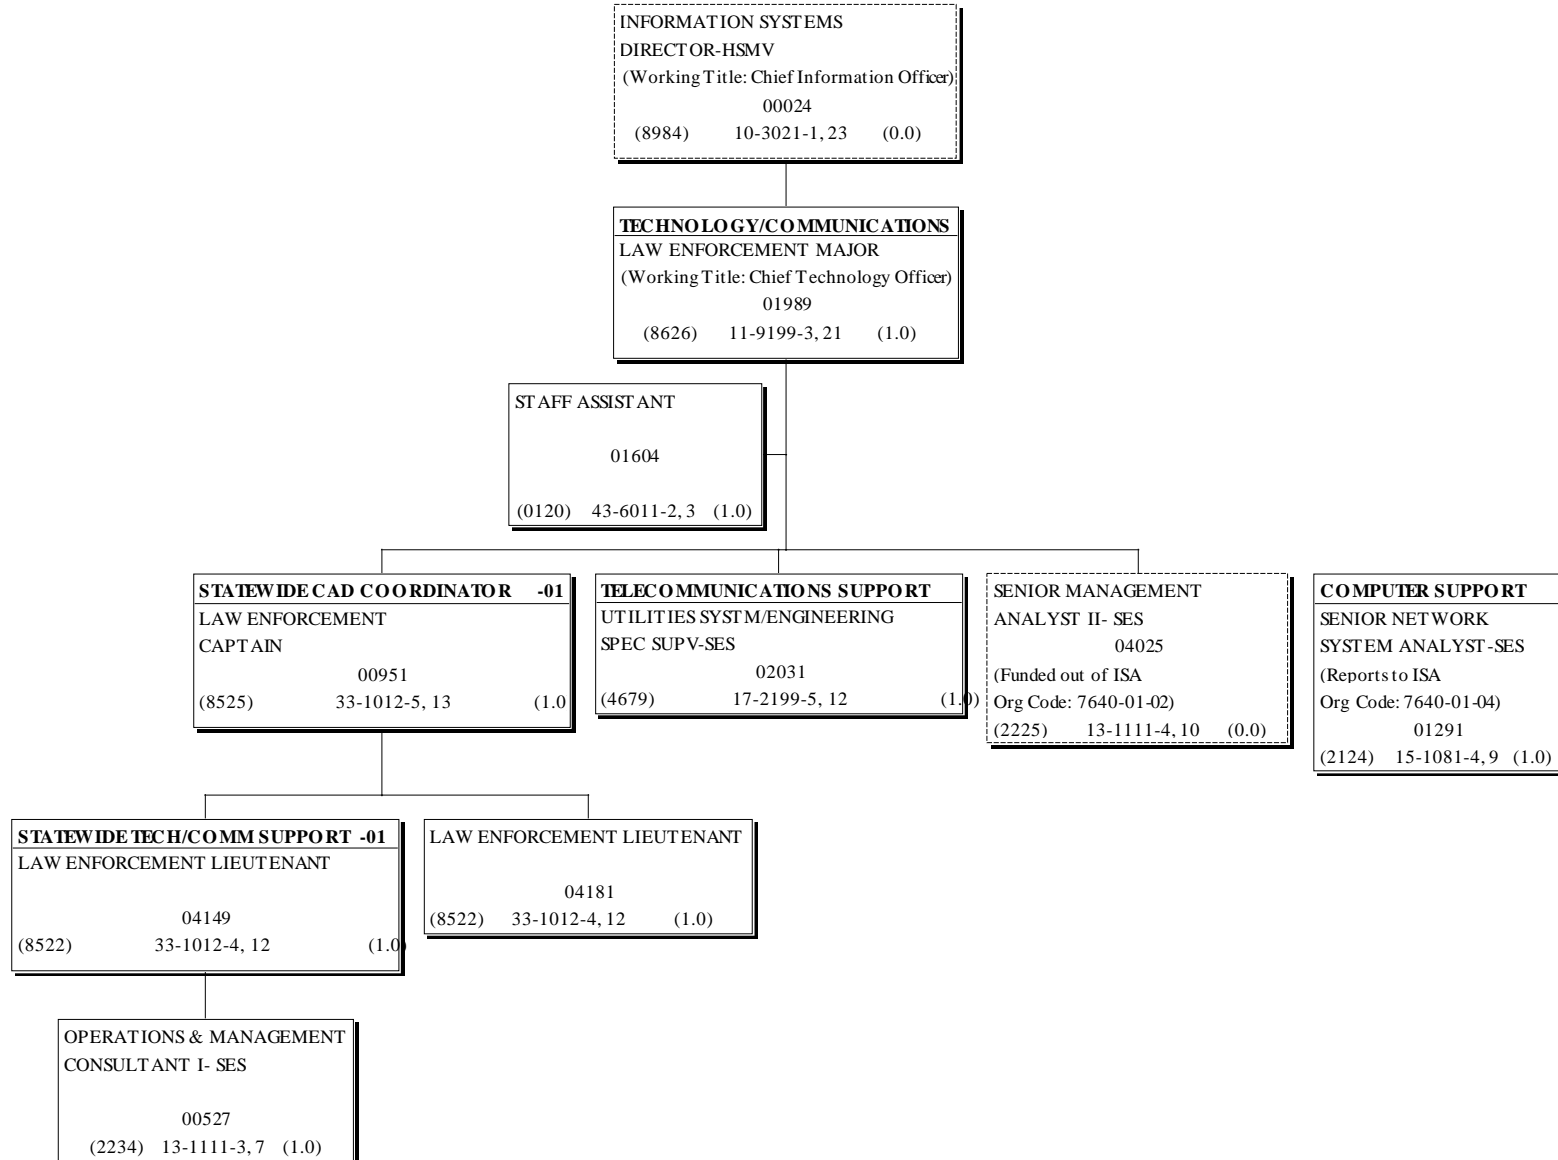 INFORMATION SYSTEMS
DIRECTOR-HSMV
(Working Title: Chief Information Officer)
00024
(8984) 10-3021-1, 23 (0.0)
TECHNOLOGY/COMMUNICATIONS
LAW ENFORCEMENT MAJOR
(Working Title: Chief Technology Officer)
01989
(8626) 11-9199-3, 21 (1.0)
STAFF ASSISTANT
01604
(0120) 43-6011-2, 3 (1.0)
STATEWIDE CAD COORDINATOR -01
LAW ENFORCEMENT
CAPTAIN
00951
(8525) 33-1012-5, 13 (1.0
TELECOMMUNICATIONS SUPPORT
UTILITIES SYSTM/ENGINEERING
SPEC SUPV-SES
02031
(4679) 17-2199-5, 12 (1.0)
SENIOR MANAGEMENT
ANALYST II- SES
04025
(Funded out of ISA
Org Code: 7640-01-02)
(2225) 13-1111-4, 10 (0.0)
COMPUTER SUPPORT
SENIOR NETWORK
SYSTEM ANALYST-SES
(Reports to ISA
Org Code: 7640-01-04)
01291
(2124) 15-1081-4, 9 (1.0)
STATEWIDE TECH/COMM SUPPORT -01
LAW ENFORCEMENT LIEUTENANT
04149
(8522) 33-1012-4, 12 (1.0)
LAW ENFORCEMENT LIEUTENANT
04181
(8522) 33-1012-4, 12 (1.0)
OPERATIONS & MANAGEMENT
CONSULTANT I- SES
00527
(2234) 13-1111-3, 7 (1.0)